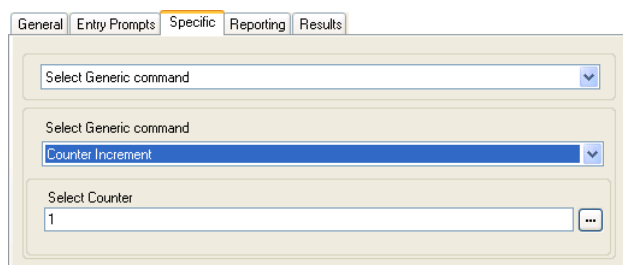 General Entry Prompts Specific Reporting Results
Select Generic command
Select Generic command
Counter Increment
Select Counter
1 ...